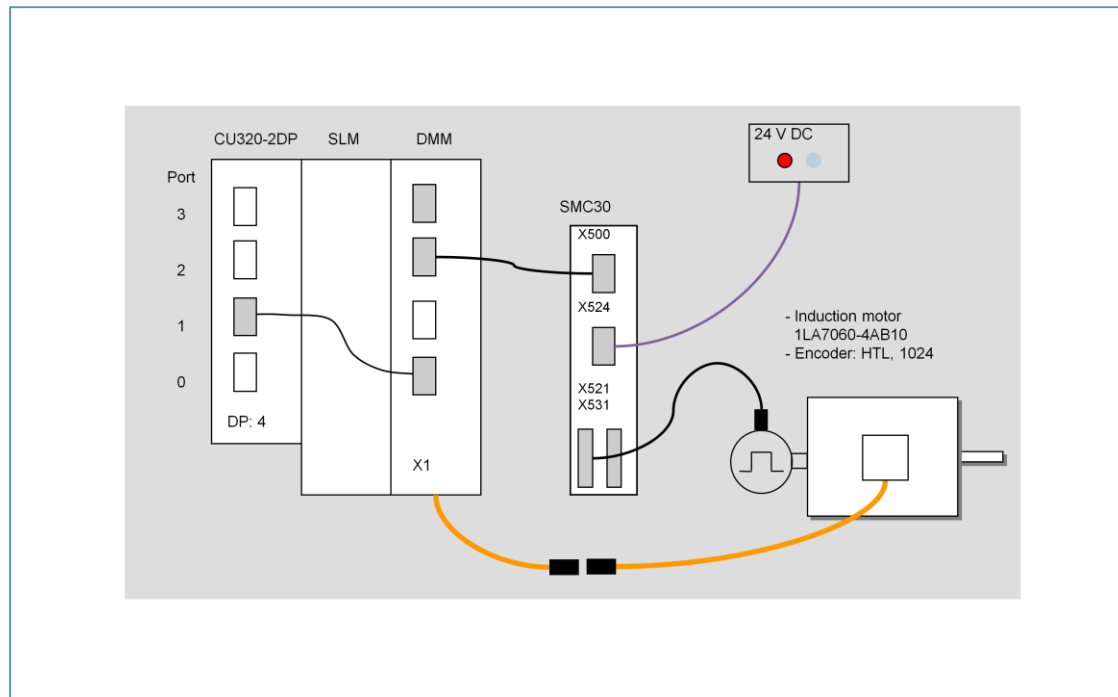 CU320-2DP SLM DMM
24 V DC
Port
3
SMC30
X500
2
X524
1
- Induction motor
1LA7060-4AB10
- Encoder: HTL, 1024
0
X521
X531
DP: 4
X1